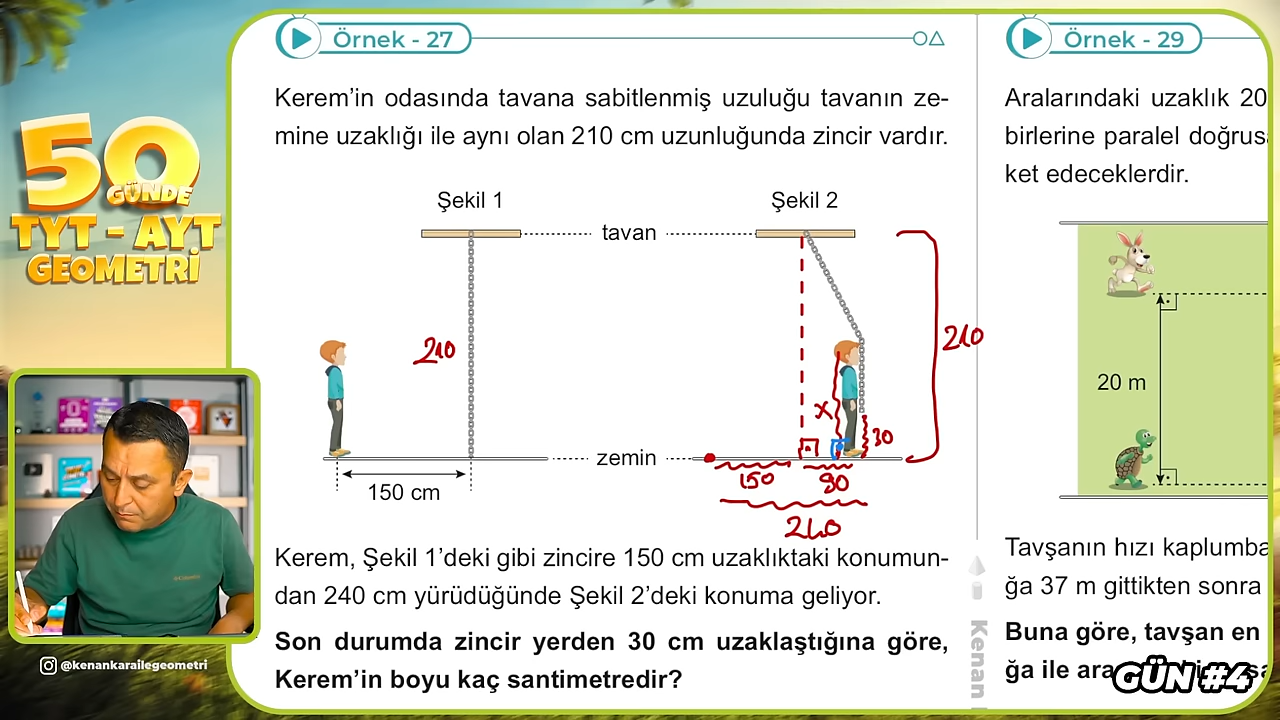 50
GÜNDE
TYT - AYT
GEOMETRİ
@kenankarailegeometri
Örnek - 27
Kerem'in odasında tavana sabitlenmiş uzuluğu tavanın ze-
mine uzaklığı ile aynı olan 210 cm uzunluğunda zincir vardır.
Şekil 1
Şekil 2
tavan
210
210
x
30
zemin
150 cm
150
90
240
Kerem, Şekil 1'deki gibi zincire 150 cm uzaklıktaki konumun-
dan 240 cm yürüdüğünde Şekil 2'deki konuma geliyor.
Son durumda zincir yerden 30 cm uzaklaştığına göre,
Kerem'in boyu kaç santimetredir?
Kenan
Örnek - 29
Aralarındaki uzaklık 20
birlerine paralel doğrus
ket edeceklerdir.
20 m
Tavşanın hızı kaplumba
ğa 37 m gittikten sonra
Buna göre, tavşan en
ğa ile ara
GÜN #4